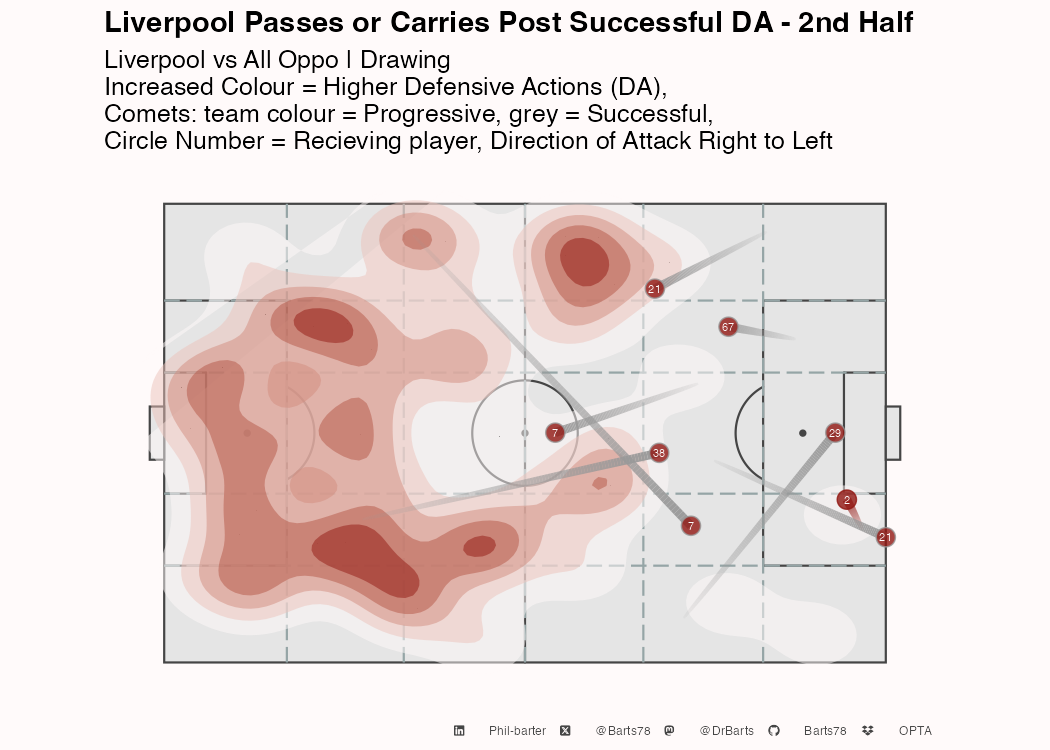 Liverpool Passes or Carries Post Successful DA - 2nd Half
Liverpool vs All Oppo | Drawing
Increased Colour = Higher Defensive Actions (DA),
Comets: team colour = Progressive, grey = Successful,
Circle Number = Recieving player, Direction of Attack Right to Left
21
67
7
29
38
2
7
21
Phil-barter @Barts78 @DrBarts Barts78 OPTA